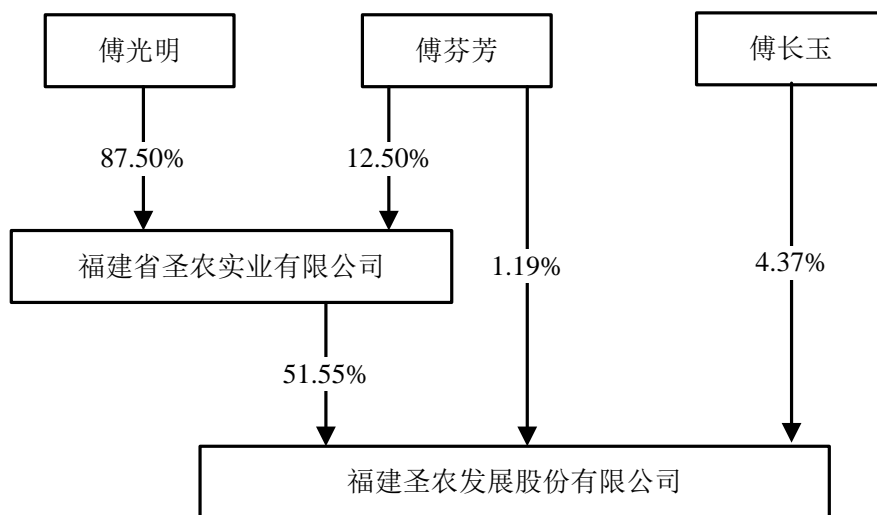 傅光明
傅芬芳
傅长玉
87.50%
12.50%
福建省圣农实业有限公司
1.19%
4.37%
51.55%
福建圣农发展股份有限公司